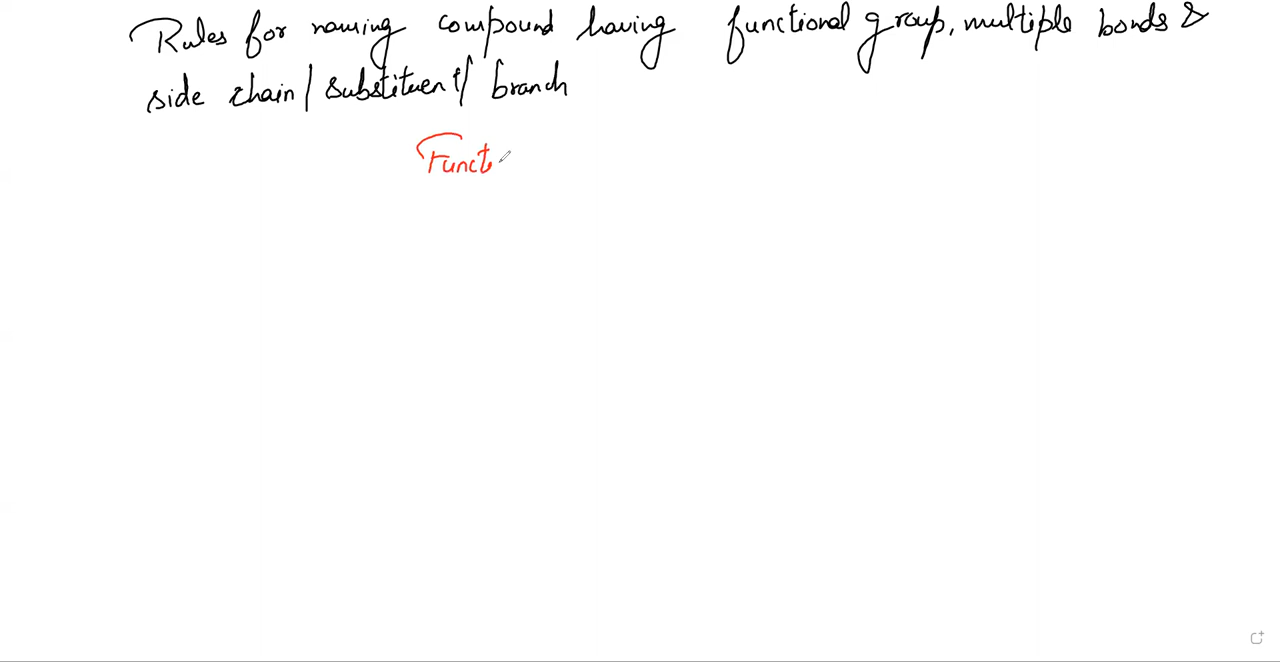 Rules for naming compound having functional group, multiple bonds &
side chain/ substituent/ branch
Functi